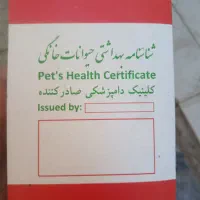 شناسنامه بهداشتی حیوانات خانگی
Pet's Health Certificate
کلینیک دامپزشکی صادر کننده
Issued by: